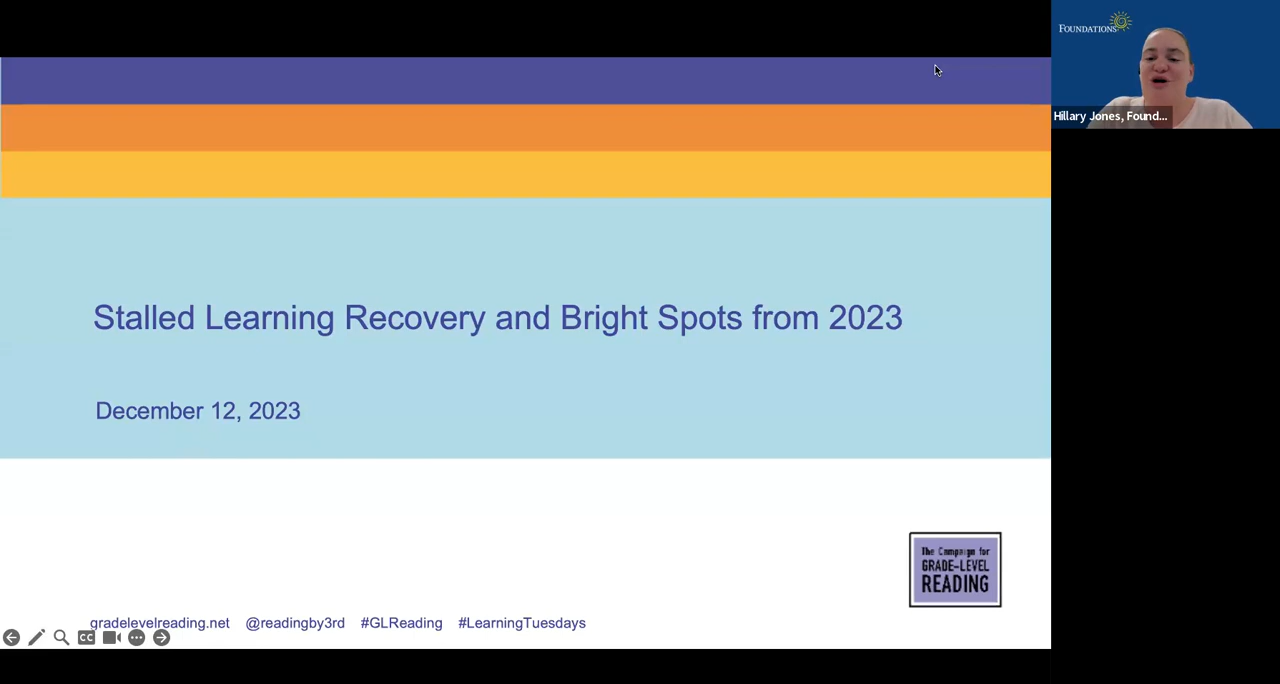 FOUNDATIONS
Hillary Jones, Found...
Stalled Learning Recovery and Bright Spots from 2023
December 12, 2023
The Campaign for
GRADE-LEVEL
READING
gradelevelreading.net @readingby3rd #GLReading #LearningTuesdays
CC